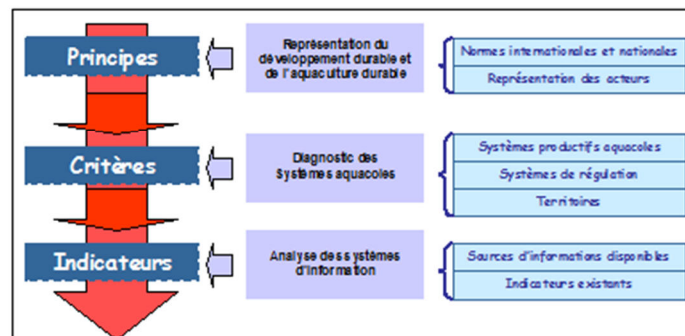 Principes
Représentation du
développement durable et
de l'aquaculture durable
Normes internationales et nationales
Représentation des acteurs
Critères
Diagnostic des
Systèmes aquacoles
Systèmes productifs aquacoles
Systèmes de régulation
Territoires
Indicateurs
Analyse des systèmes
d'information
Sources d'informations disponibles
Indicateurs existants